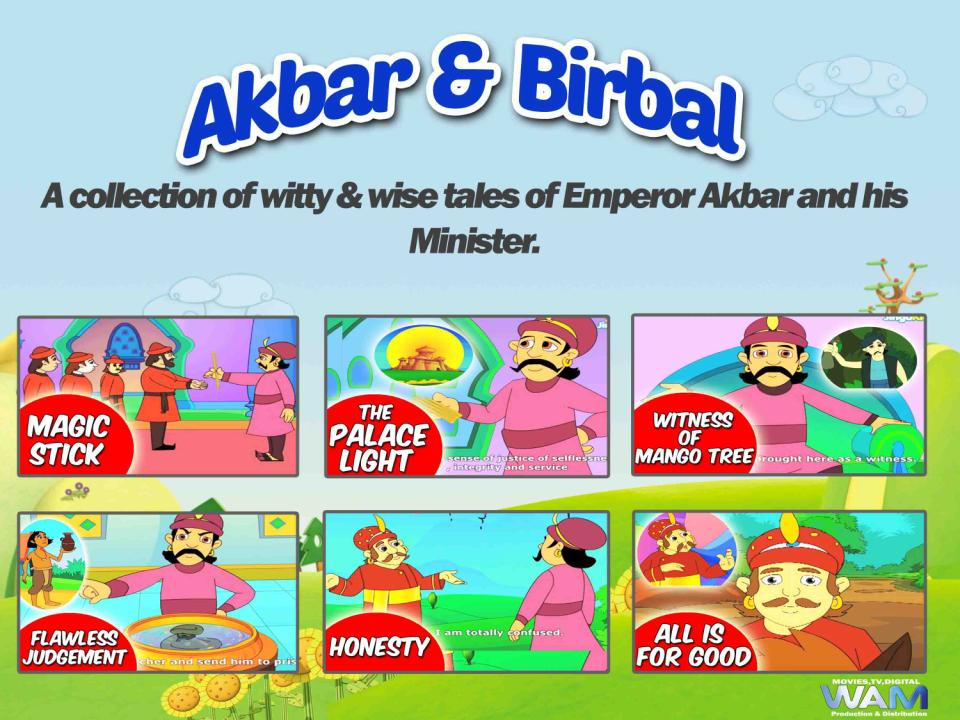 Akbar & Birbal
A collection of witty & wise tales of Emperor Akbar and his
Minister.
MAGIC
STICK
THE
PALACE
LIGHT
sense of justice of selflessne
, integrity and service
WITNESS
OF
MANGO TREE
rought here as a witness.
FLAWLESS
JUDGEMENT
cher and send him to pris
HONESTY
I am totally confused.
ALL IS
FOR GOOD
MOVIES,TV,DIGITAL
WAM
Production & Distribution